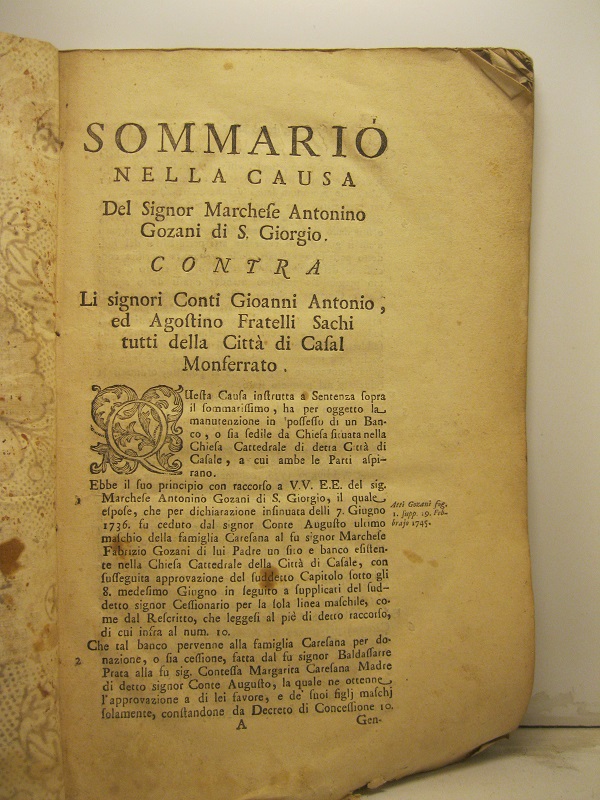 SOMMARIO
NELLA CAUSA
Del Signor Marcheſe Antonino
Gozani di S. Giorgio.
CONTRA
Li signori Conti Gioanni Antonio,
ed Agoſtino Fratelli Sachi
tutti della Città di Caſal
Monferrato.
QUeſta Cauſa inſtrutta a Sentenza ſopra
il ſommariſſimo, ha per oggetto la
manutenzione in poſſeſſo di un Ban-
co, o ſia ſedile da Chieſa ſituata nella
Chieſa Cattedrale di detta Città di
Caſale, a cui ambe le Parti aſpi-
rano.
Ebbe il ſuo principio con raccorſo a V.V. E.E. del sig.
Marcheſe Antonino Gozani di S. Giorgio, il quale
eſpoſe, che per dichiarazione inſinuata delli 7. Giugno
1736. fu ceduto dal signor Conte Auguſto ultimo
maſchio della famiglia Careſana al fu signor Marcheſe
Fabrizio Gozani di lui Padre un ſito e banco eſiſten-
te nella Chieſa Cattedrale della Città di Caſale, con
ſuſſeguita approvazione del ſuddetto Capitolo ſotto gli
8. medeſimo Giugno in ſeguito a ſupplicati del ſud-
detto signor Ceſſionario per la ſola linea maſchile, co-
me dal Reſcritto, che leggeſi al piè di detto raccorſo,
di cui infra al num. 10.
Atti Gozani fog.
1. ſupp. 19. Feb-
brajo 1745.
Che tal banco pervenne alla famiglia Careſana per do-
2 nazione, o ſia ceſſione, fatta dal fu signor Baldaſſarre
Prata alla fu sig. Conteſſa Margarita Careſana Madre
di detto signor Conte Auguſto, la quale ne ottenne
l'approvazione a di lei favore, e de' ſuoi figlj maſchj
ſolamente, conſtandone da Decreto di Conceſſione 10.
A
Gen-